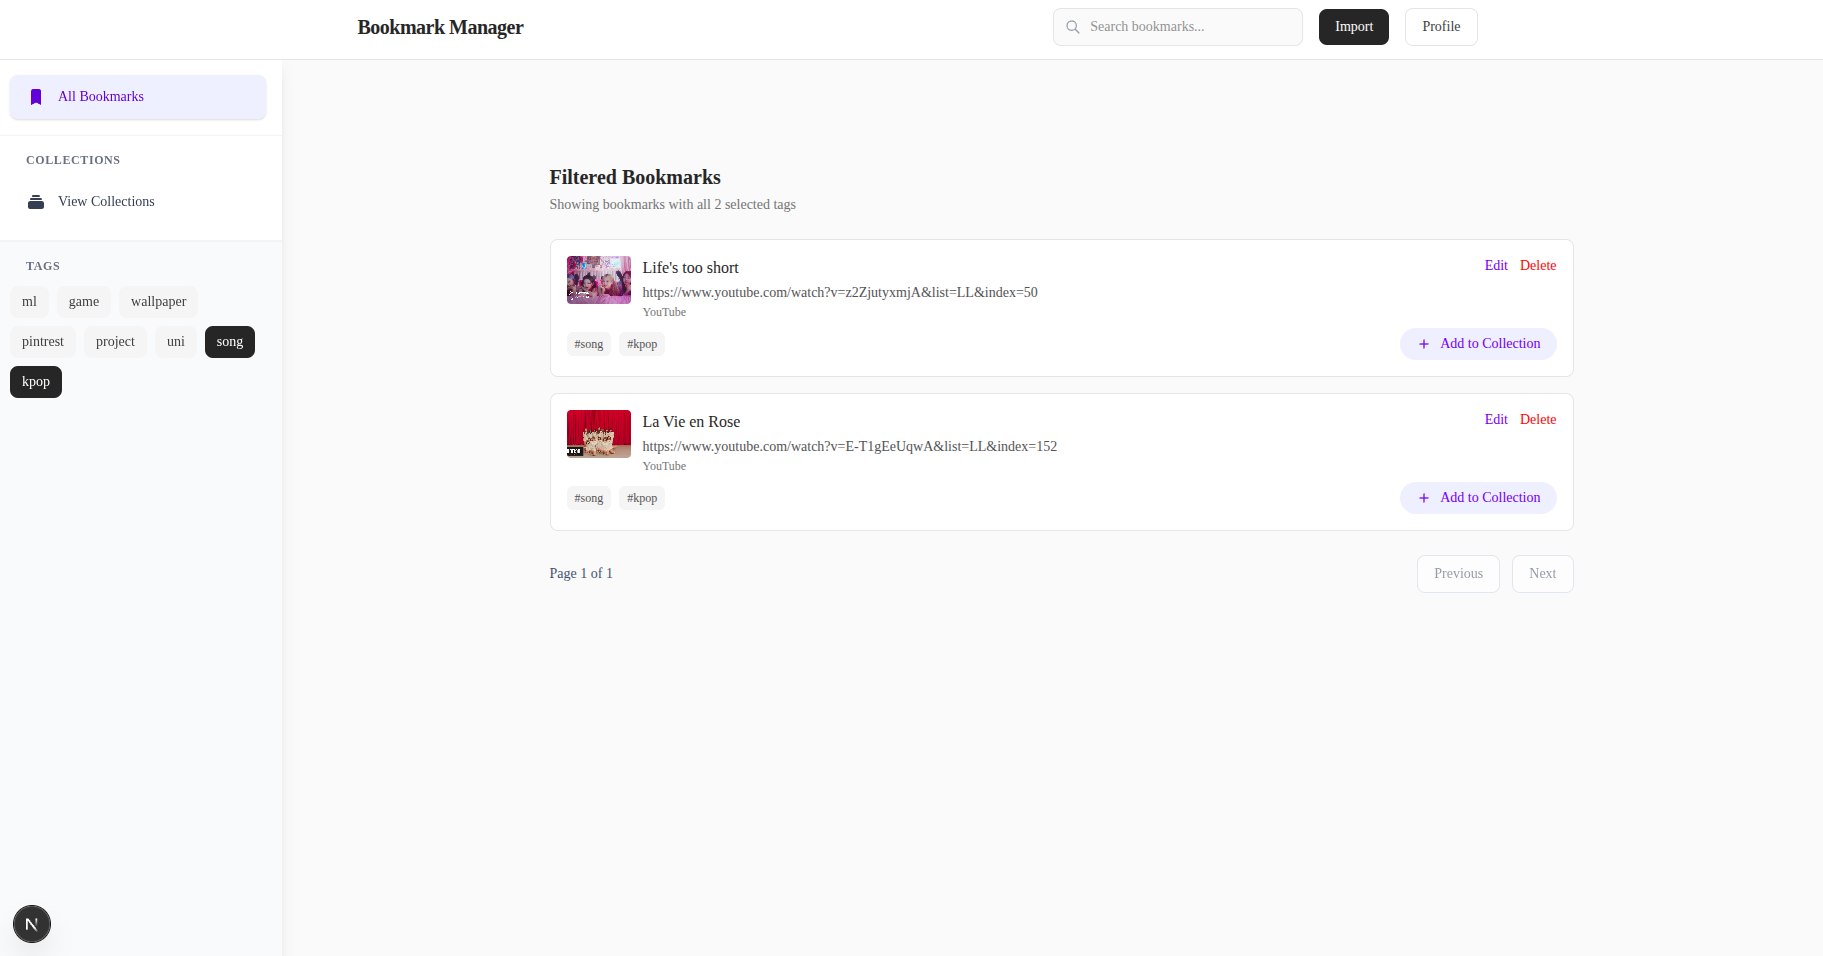 Bookmark Manager
Search bookmarks...
Import
Profile
All Bookmarks
COLLECTIONS
View Collections
TAGS
ml game wallpaper
pintrest project uni song
kpop
Filtered Bookmarks
Showing bookmarks with all 2 selected tags
Life's too short
Edit Delete
https://www.youtube.com/watch?v=z2ZjutyxmjA&list=LL&index=50
YouTube
#song #kpop
+ Add to Collection
La Vie en Rose
Edit Delete
https://www.youtube.com/watch?v=E-T1gEeUqwA&list=LL&index=152
YouTube
#song #kpop
+ Add to Collection
Page 1 of 1
Previous Next
N